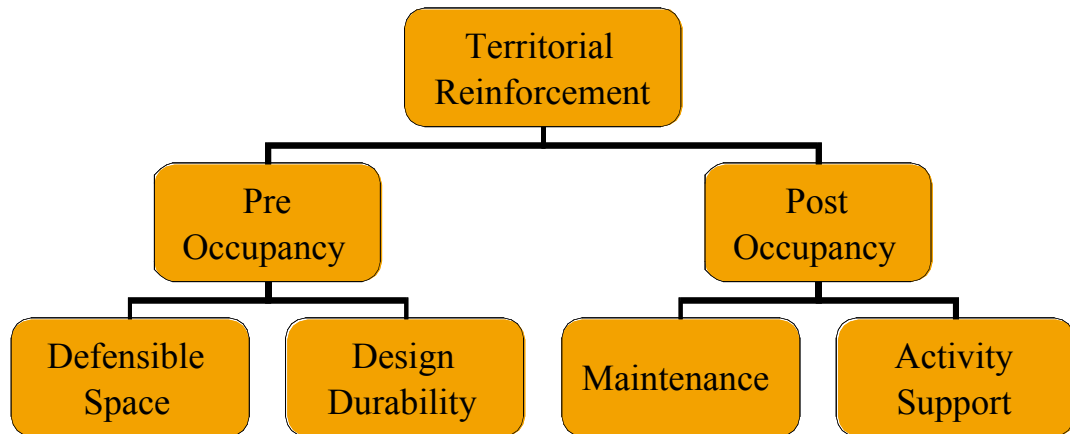 Territorial
Reinforcement
Pre
Occupancy
Post
Occupancy
Defensible
Space
Design
Durability
Maintenance
Activity
Support